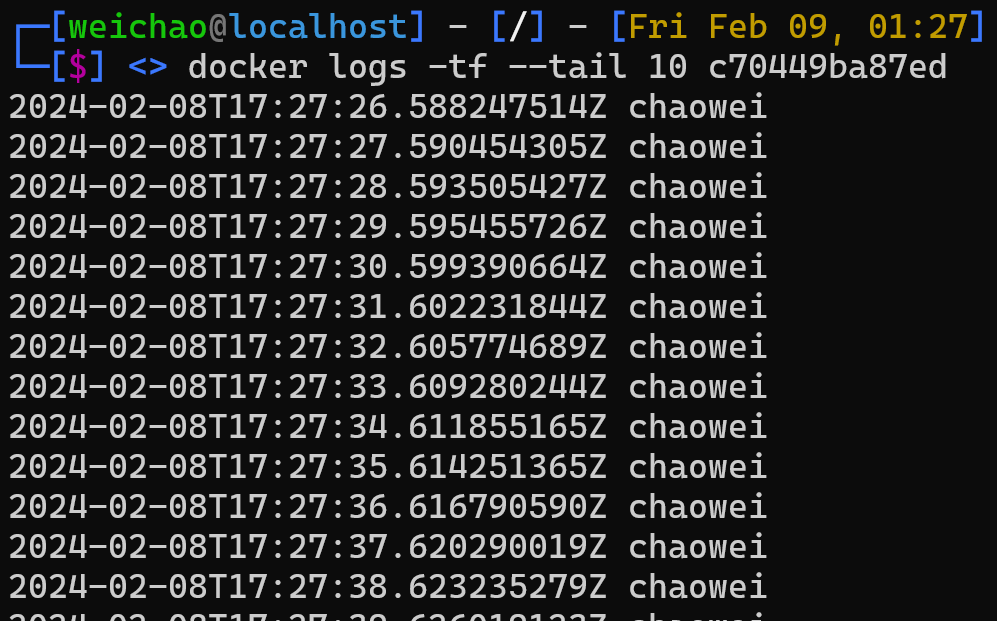 ┌─[weichao@localhost] - [/] - [Fri Feb 09, 01:27]
└─[$] <> docker logs -tf --tail 10 c70449ba87ed
2024-02-08T17:27:26.588247514Z chaowei
2024-02-08T17:27:27.590454305Z chaowei
2024-02-08T17:27:28.593505427Z chaowei
2024-02-08T17:27:29.595455726Z chaowei
2024-02-08T17:27:30.599390664Z chaowei
2024-02-08T17:27:31.602231844Z chaowei
2024-02-08T17:27:32.605774689Z chaowei
2024-02-08T17:27:33.609280244Z chaowei
2024-02-08T17:27:34.611855165Z chaowei
2024-02-08T17:27:35.614251365Z chaowei
2024-02-08T17:27:36.616790590Z chaowei
2024-02-08T17:27:37.620290019Z chaowei
2024-02-08T17:27:38.623235279Z chaowei